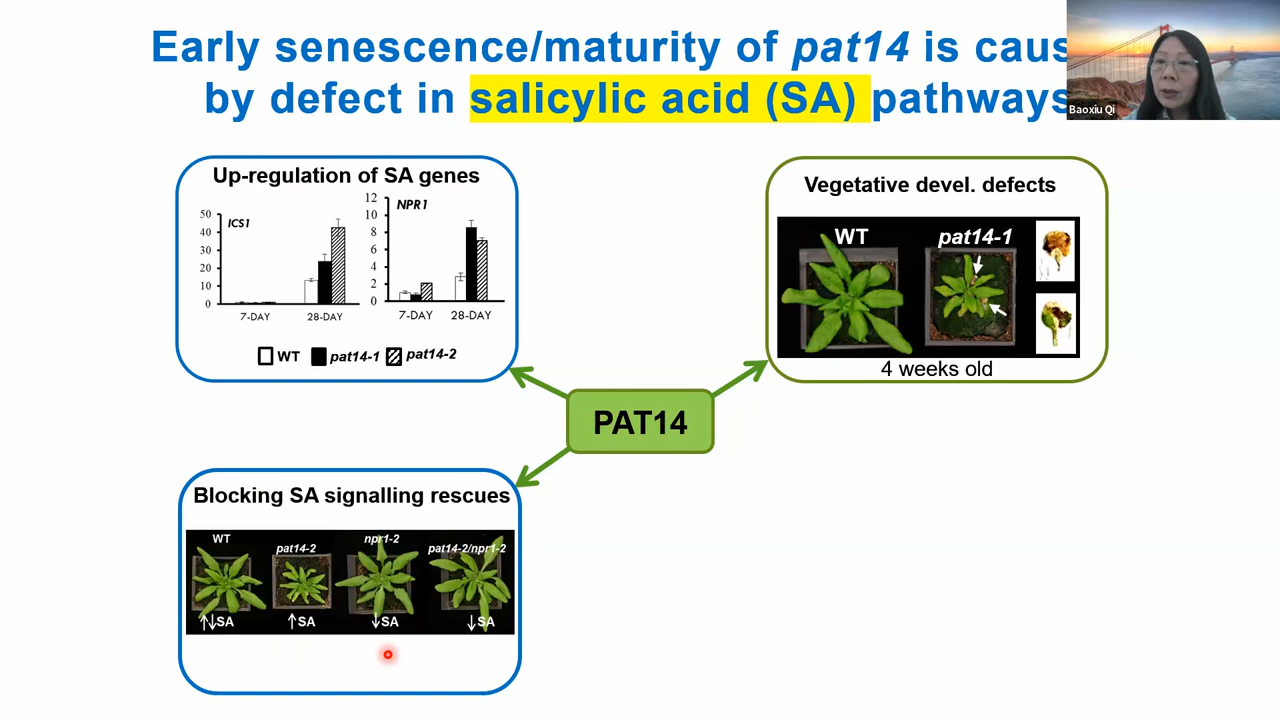 Early senescence/maturity of pat14 is caus
by defect in salicylic acid (SA) pathways
Baoxiu Qi
Up-regulation of SA genes
ICS1
50
40
30
20
10
0
7-DAY
28-DAY
NPR1
12
10
8
6
4
2
0
7-DAY
28-DAY
WT
pat14-1
pat14-2
Vegetative devel. defects
WT
pat14-1
4 weeks old
PAT14
Blocking SA signalling rescues
WT
pat14-2
npr1-2
pat14-2/npr1-2
↑↓SA
↑SA
↓SA
↓SA